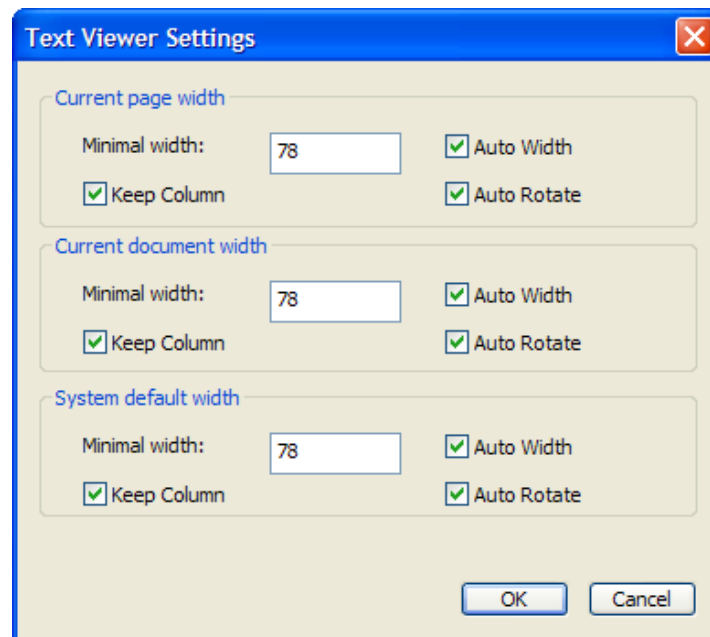 Text Viewer Settings
Current page width
Minimal width: 78 Auto Width
Keep Column Auto Rotate
Current document width
Minimal width: 78 Auto Width
Keep Column Auto Rotate
System default width
Minimal width: 78 Auto Width
Keep Column Auto Rotate
OK Cancel